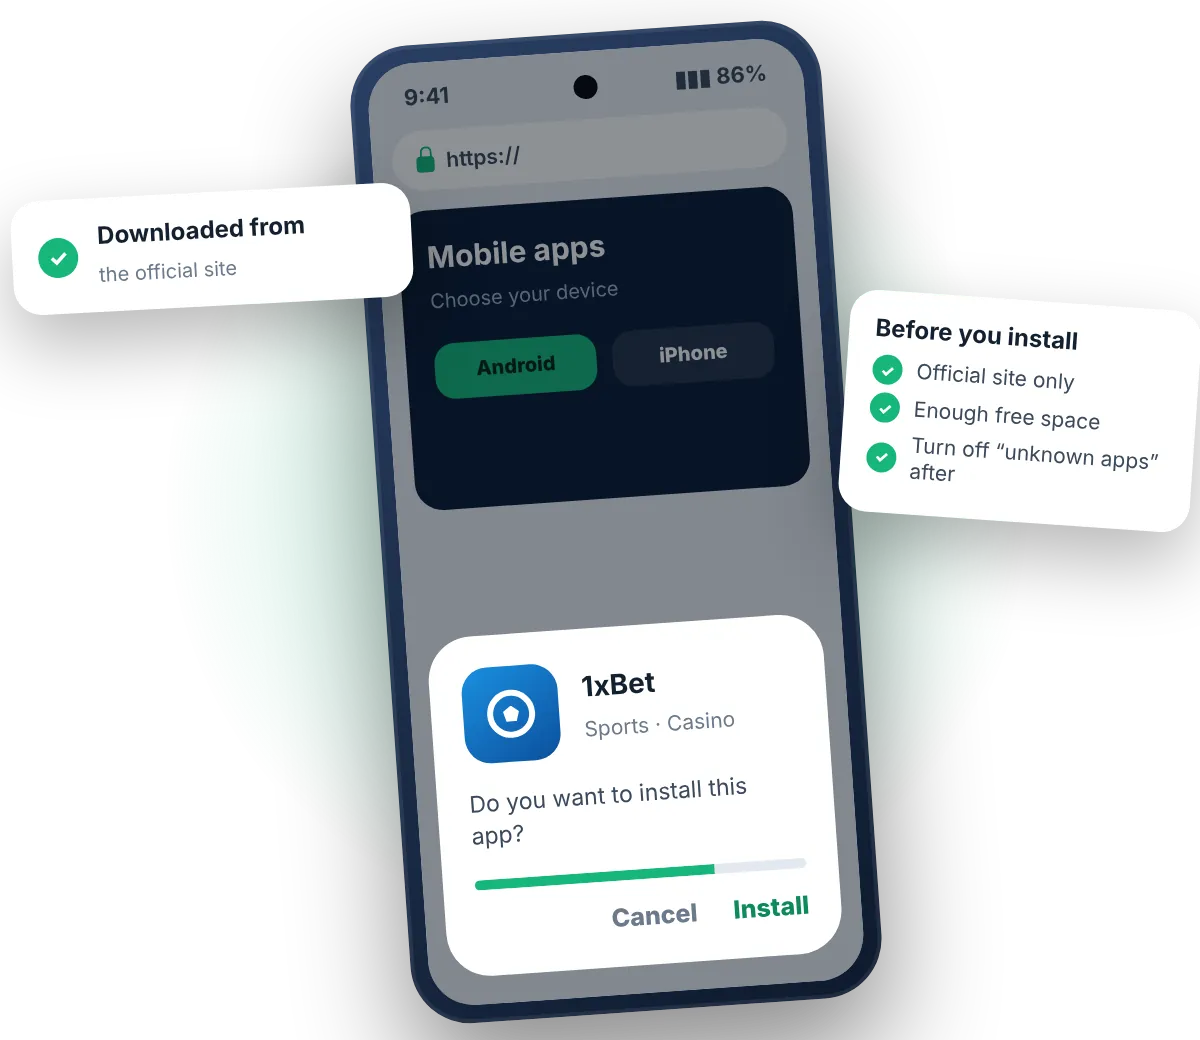 9:41
86%
https://
Downloaded from
the official site
Mobile apps
Choose your device
Android
iPhone
Before you install
Official site only
Enough free space
Turn off “unknown apps”
after
1xBet
Sports · Casino
Do you want to install this
app?
Cancel
Install